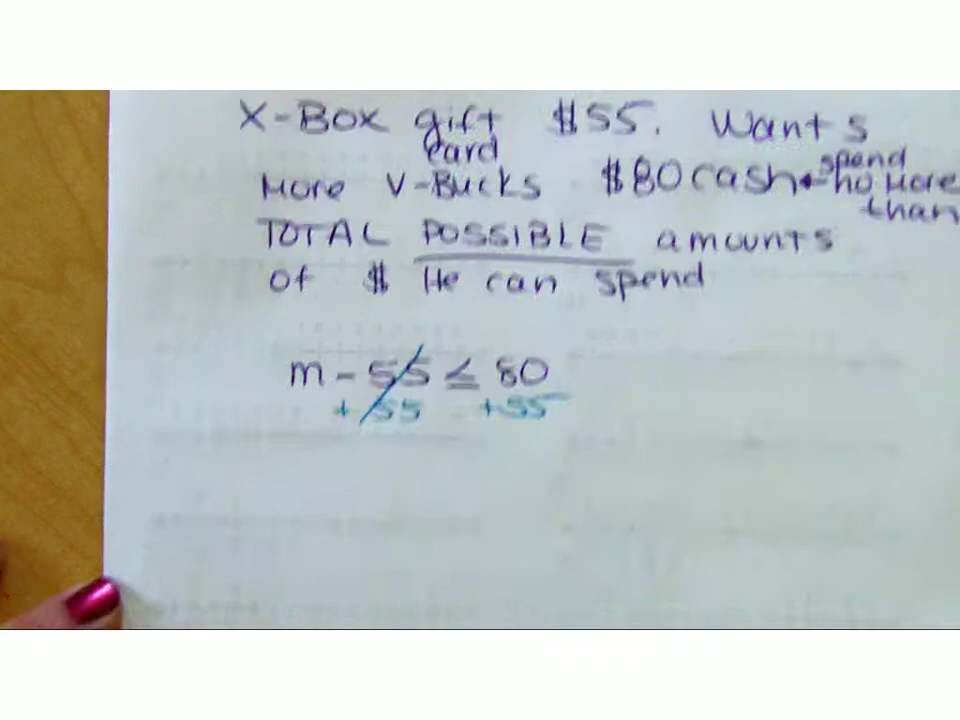 X-BOX gift card $55. Wants
More V-Bucks $80 cash spend no more than
TOTAL POSSIBLE amounts
of $ He can spend
m - 55 ≤ 80
+ 55 + 55